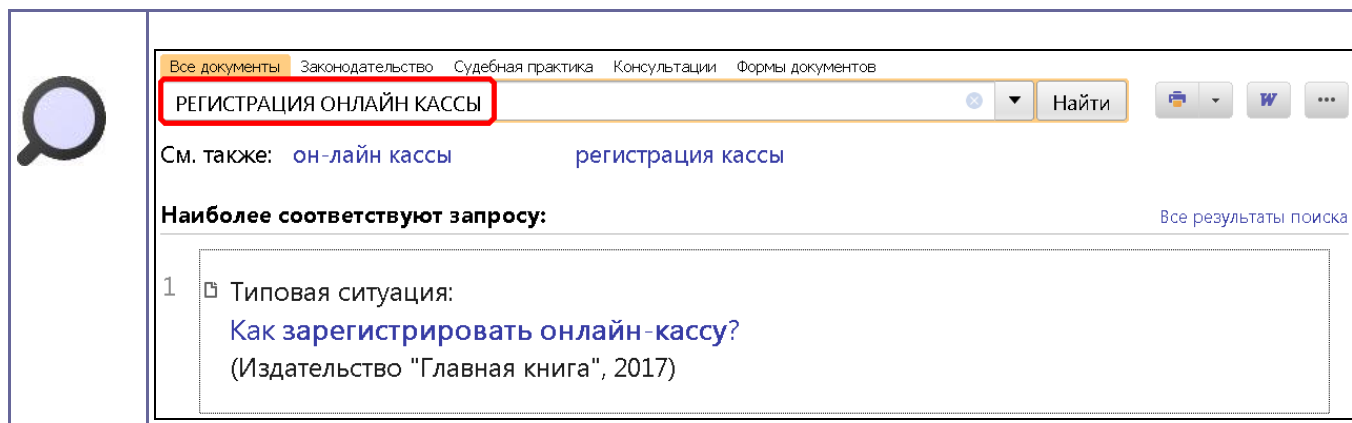 Все документы Законодательство Судебная практика Консультации Формы документов
РЕГИСТРАЦИЯ ОНЛАЙН КАССЫ Найти W ...
См. также: он-лайн кассы регистрация кассы
Наиболее соответствуют запросу: Все результаты поиска
1 Типовая ситуация:
Как зарегистрировать онлайн-кассу?
(Издательство "Главная книга", 2017)